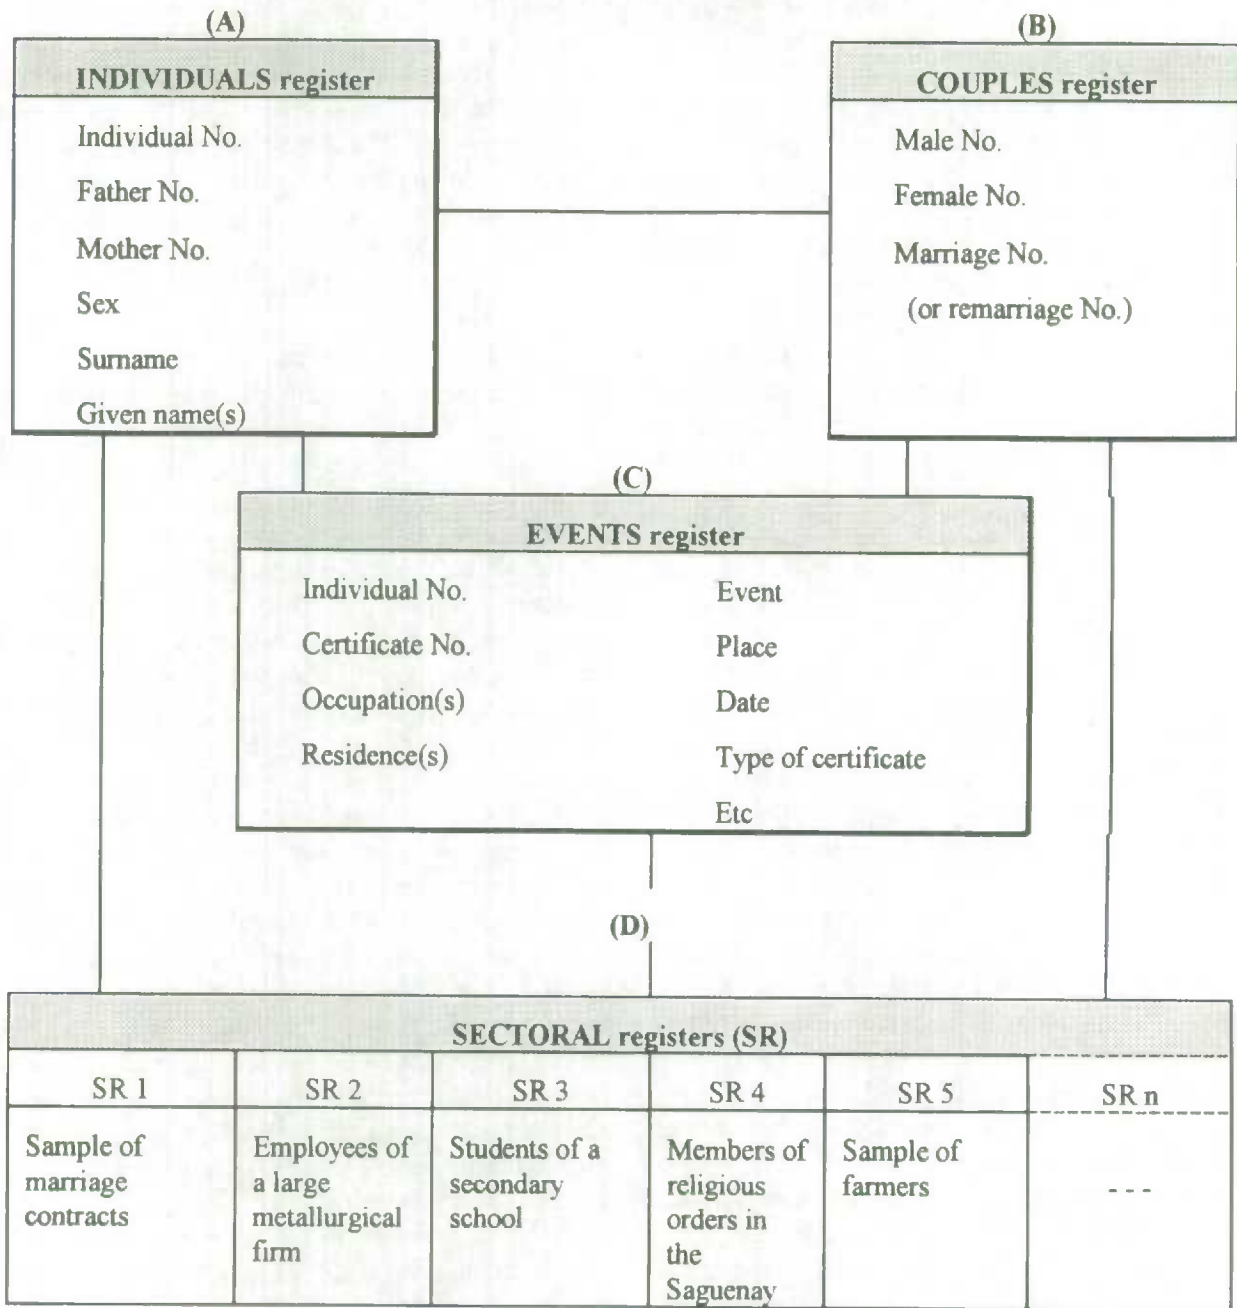 (A)
INDIVIDUALS register
Individual No.
Father No.
Mother No.
Sex
Surname
Given name(s)
(B)
COUPLES register
Male No.
Female No.
Marriage No.
(or remarriage No.)
(C)
EVENTS register
Individual No.
Certificate No.
Occupation(s)
Residence(s)
Event
Place
Date
Type of certificate
Etc
(D)
SECTORAL registers (SR)
SR 1
Sample of
marriage
contracts
SR 2
Employees of
a large
metallurgical
firm
SR 3
Students of a
secondary
school
SR 4
Members of
religious
orders in
the
Saguenay
SR 5
Sample of
farmers
SR n
- - -